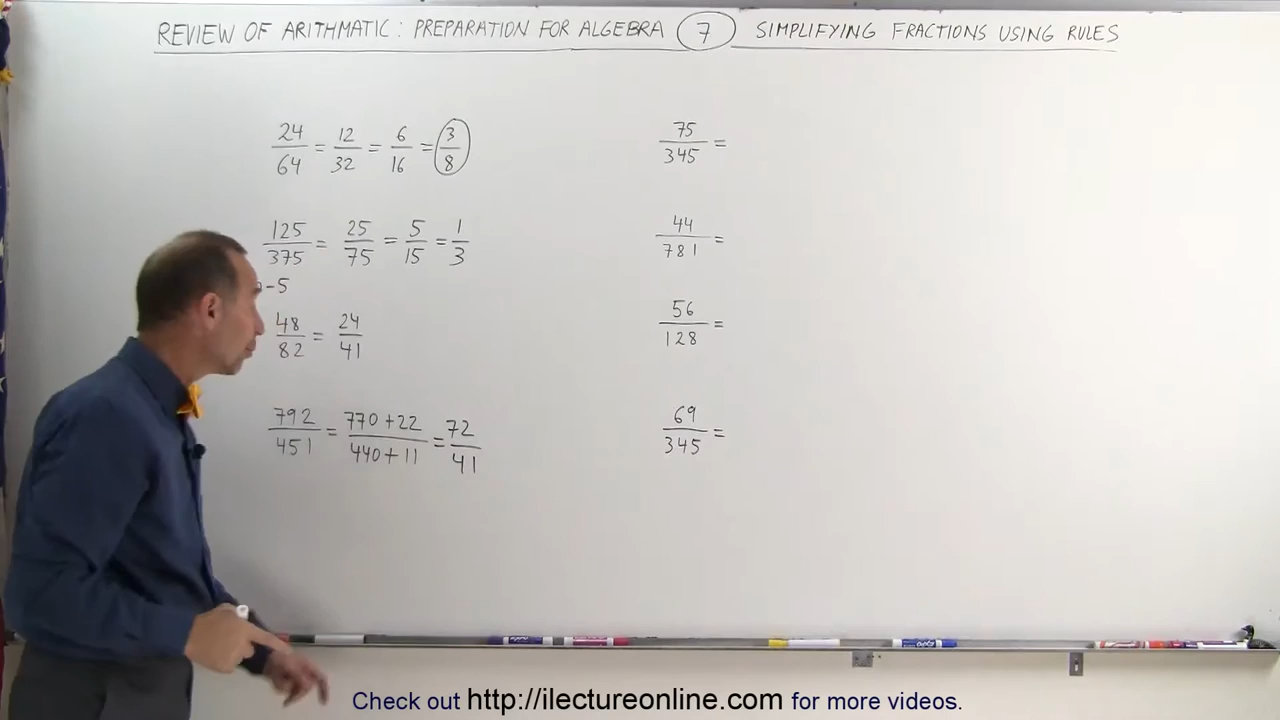 REVIEW OF ARITHMATIC: PREPARATION FOR ALGEBRA 7 SIMPLIFYING FRACTIONS USING RULES
24/64 = 12/32 = 6/16 = 3/8
125/375 = 25/75 = 5/15 = 1/3
-5
48/82 = 24/41
792/451 = 770+22/440+11 = 72/41
75/345 =
44/781 =
56/128 =
69/345 =
Check out http://ilectureonline.com for more videos.